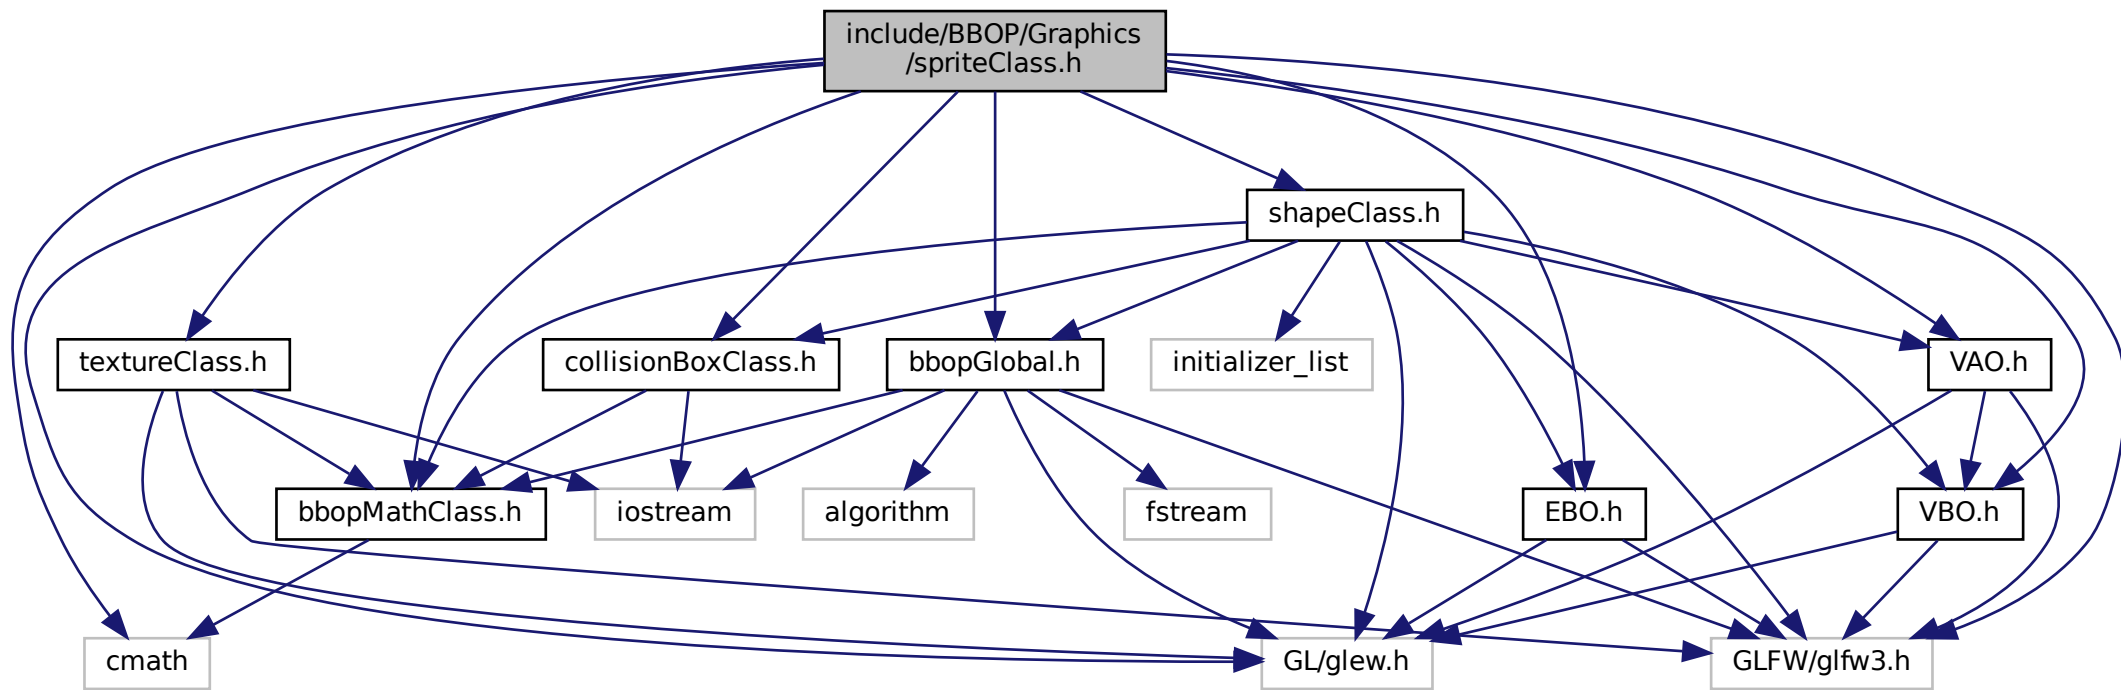 include/BBOP/Graphics
/spriteClass.h
shapeClass.h
textureClass.h
collisionBoxClass.h
bbopGlobal.h
initializer_list
VAO.h
bbopMathClass.h
iostream
algorithm
fstream
EBO.h
VBO.h
cmath
GL/glew.h
GLFW/glfw3.h